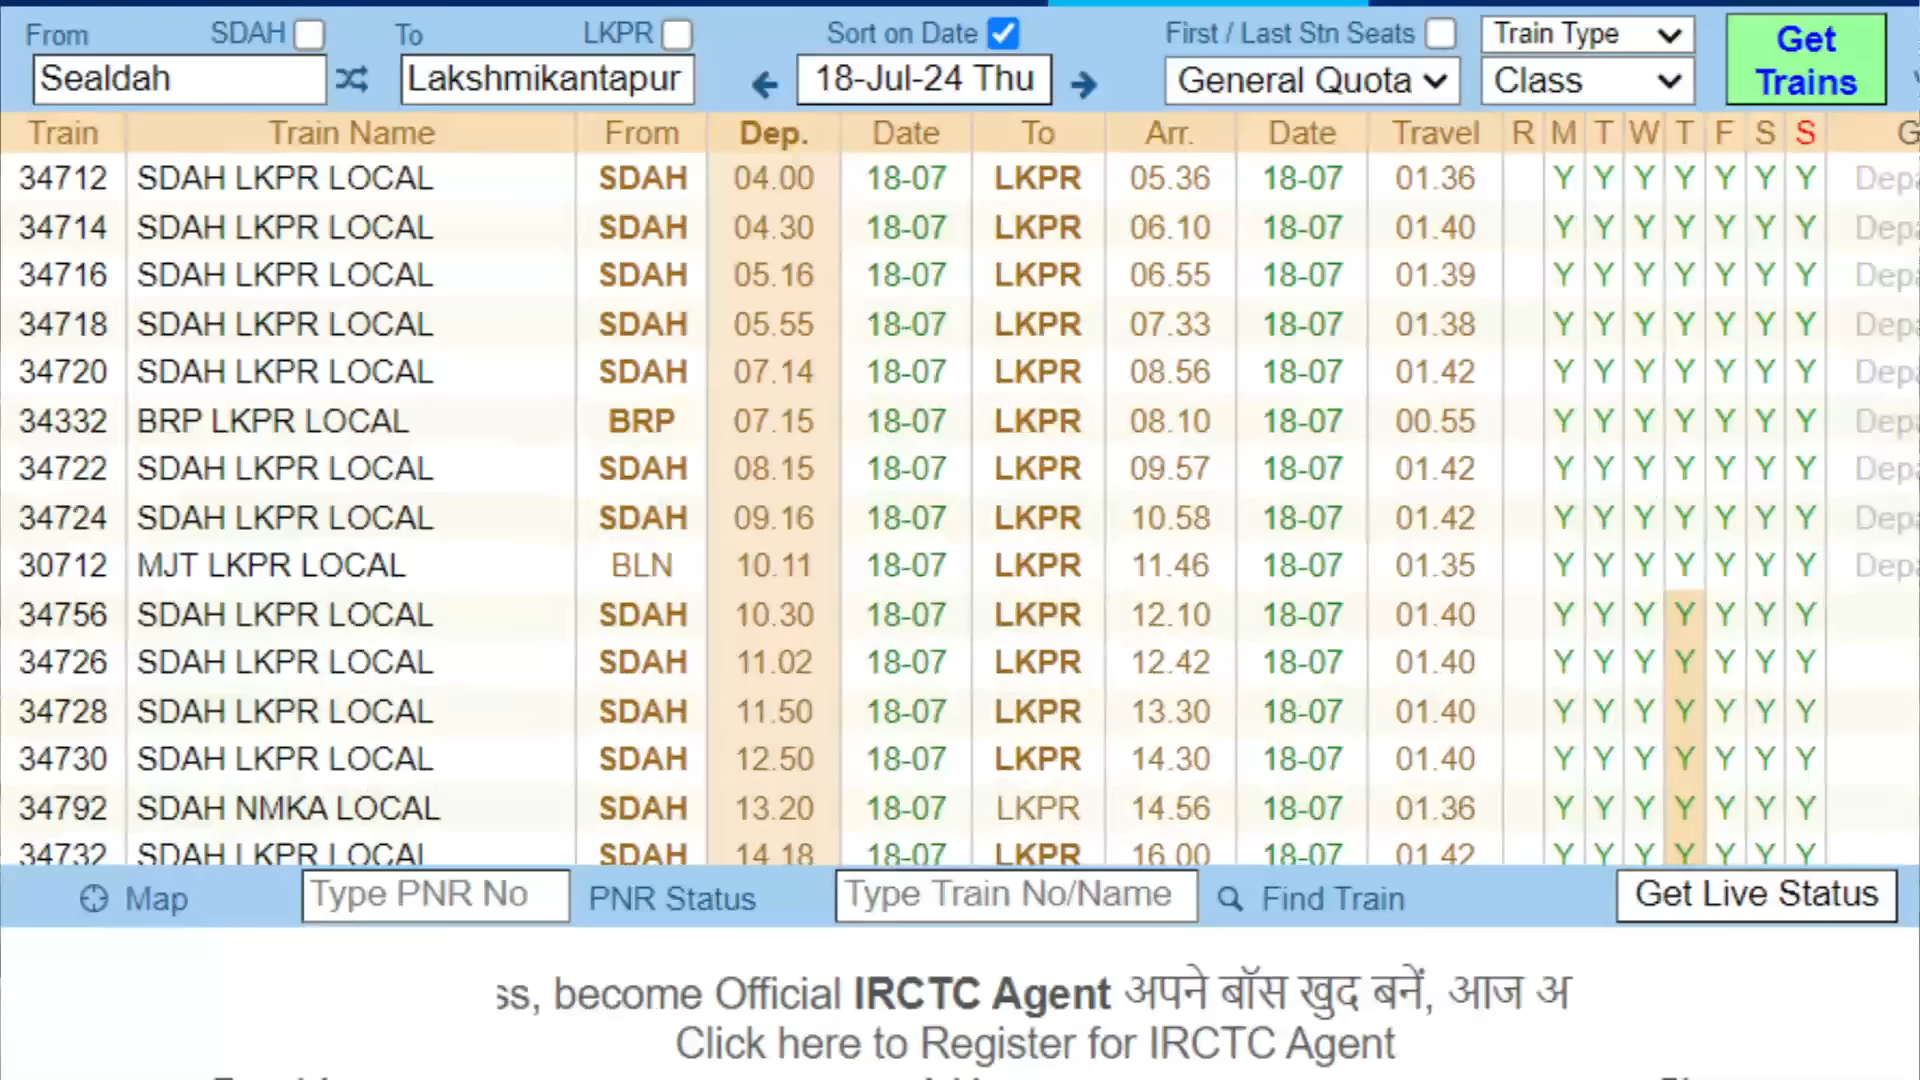 From SDAH To LKPR Sort on Date First / Last Stn Seats Train Type Get Trains
Sealdah Lakshmikantapur 18-Jul-24 Thu General Quota Class
Train Train Name From Dep. Date To Arr. Date Travel R M T W T F S S G
34712 SDAH LKPR LOCAL SDAH 04.00 18-07 LKPR 05.36 18-07 01.36 Y Y Y Y Y Y Y Depa
34714 SDAH LKPR LOCAL SDAH 04.30 18-07 LKPR 06.10 18-07 01.40 Y Y Y Y Y Y Y Depa
34716 SDAH LKPR LOCAL SDAH 05.16 18-07 LKPR 06.55 18-07 01.39 Y Y Y Y Y Y Y Depa
34718 SDAH LKPR LOCAL SDAH 05.55 18-07 LKPR 07.33 18-07 01.38 Y Y Y Y Y Y Y Depa
34720 SDAH LKPR LOCAL SDAH 07.14 18-07 LKPR 08.56 18-07 01.42 Y Y Y Y Y Y Y Depa
34332 BRP LKPR LOCAL BRP 07.15 18-07 LKPR 08.10 18-07 00.55 Y Y Y Y Y Y Y Depa
34722 SDAH LKPR LOCAL SDAH 08.15 18-07 LKPR 09.57 18-07 01.42 Y Y Y Y Y Y Y Depa
34724 SDAH LKPR LOCAL SDAH 09.16 18-07 LKPR 10.58 18-07 01.42 Y Y Y Y Y Y Y Depa
30712 MJT LKPR LOCAL BLN 10.11 18-07 LKPR 11.46 18-07 01.35 Y Y Y Y Y Y Y Depa
34756 SDAH LKPR LOCAL SDAH 10.30 18-07 LKPR 12.10 18-07 01.40 Y Y Y Y Y Y Y
34726 SDAH LKPR LOCAL SDAH 11.02 18-07 LKPR 12.42 18-07 01.40 Y Y Y Y Y Y Y
34728 SDAH LKPR LOCAL SDAH 11.50 18-07 LKPR 13.30 18-07 01.40 Y Y Y Y Y Y Y
34730 SDAH LKPR LOCAL SDAH 12.50 18-07 LKPR 14.30 18-07 01.40 Y Y Y Y Y Y Y
34792 SDAH NMKA LOCAL SDAH 13.20 18-07 LKPR 14.56 18-07 01.36 Y Y Y Y Y Y Y
34732 SDAH LKPR LOCAL SDAH 14.18 18-07 LKPR 16.00 18-07 01.42 Y Y Y Y Y Y Y
Map Type PNR No PNR Status Type Train No/Name Find Train Get Live Status
ss, become Official IRCTC Agent अपने बॉस खुद बनें, आज अ
Click here to Register for IRCTC Agent